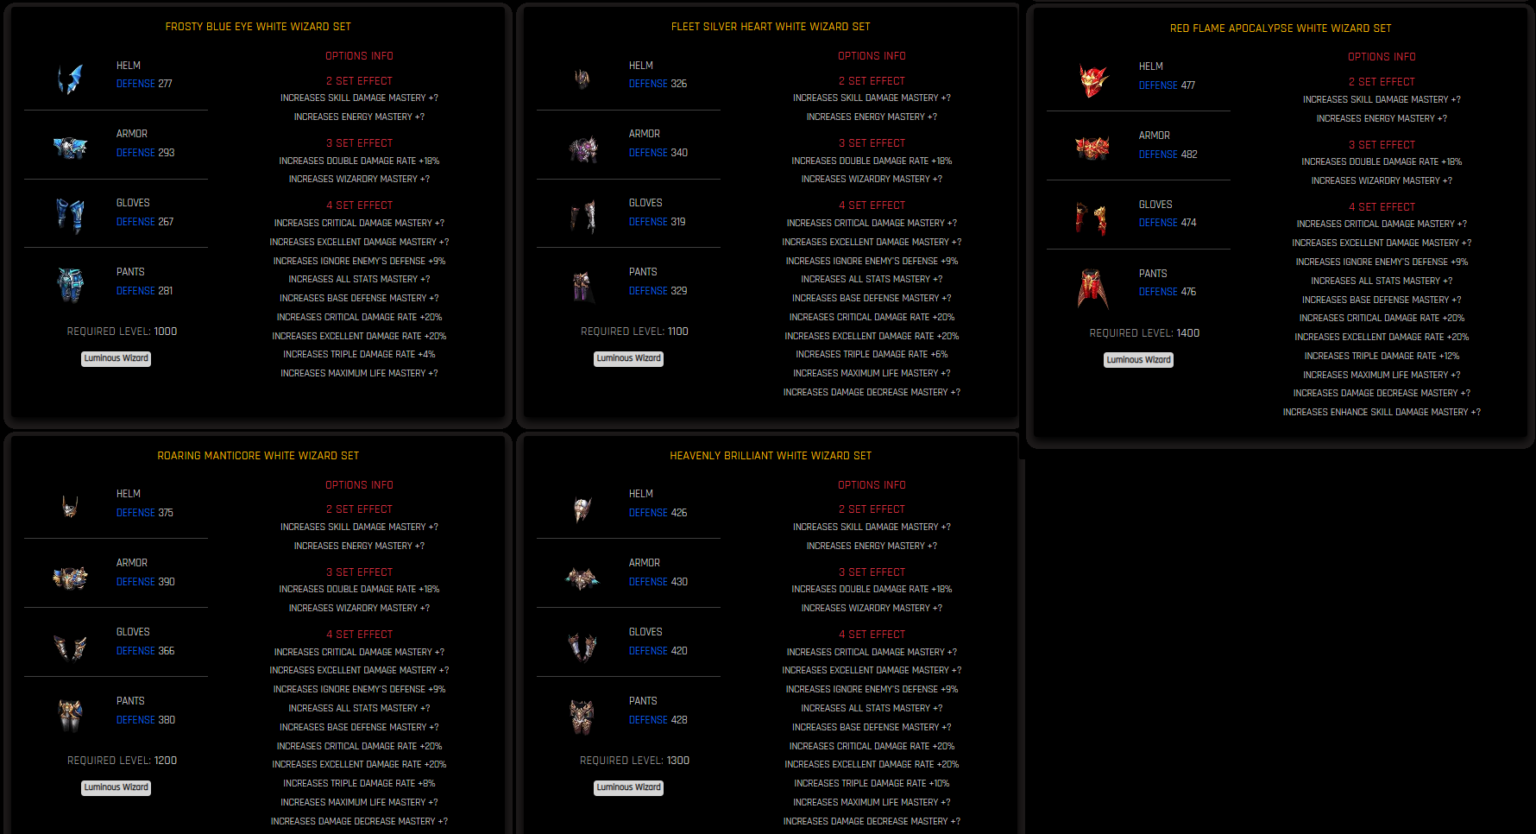 FROSTY BLUE EYE WHITE WIZARD SET
HELM
DEFENSE 277
ARMOR
DEFENSE 293
GLOVES
DEFENSE 267
PANTS
DEFENSE 281
REQUIRED LEVEL: 1000
Luminous Wizard
OPTIONS INFO
2 SET EFFECT
INCREASES SKILL DAMAGE MASTERY +?
INCREASES ENERGY MASTERY +?
3 SET EFFECT
INCREASES DOUBLE DAMAGE RATE +18%
INCREASES WIZARDRY MASTERY +?
4 SET EFFECT
INCREASES CRITICAL DAMAGE MASTERY +?
INCREASES EXCELLENT DAMAGE MASTERY +?
INCREASES IGNORE ENEMY'S DEFENSE +9%
INCREASES ALL STATS MASTERY +?
INCREASES BASE DEFENSE MASTERY +?
INCREASES CRITICAL DAMAGE RATE +20%
INCREASES EXCELLENT DAMAGE RATE +20%
INCREASES TRIPLE DAMAGE RATE +4%
INCREASES MAXIMUM LIFE MASTERY +?
FLEET SILVER HEART WHITE WIZARD SET
HELM
DEFENSE 326
ARMOR
DEFENSE 340
GLOVES
DEFENSE 319
PANTS
DEFENSE 329
REQUIRED LEVEL: 1100
Luminous Wizard
OPTIONS INFO
2 SET EFFECT
INCREASES SKILL DAMAGE MASTERY +?
INCREASES ENERGY MASTERY +?
3 SET EFFECT
INCREASES DOUBLE DAMAGE RATE +18%
INCREASES WIZARDRY MASTERY +?
4 SET EFFECT
INCREASES CRITICAL DAMAGE MASTERY +?
INCREASES EXCELLENT DAMAGE MASTERY +?
INCREASES IGNORE ENEMY'S DEFENSE +9%
INCREASES ALL STATS MASTERY +?
INCREASES BASE DEFENSE MASTERY +?
INCREASES CRITICAL DAMAGE RATE +20%
INCREASES EXCELLENT DAMAGE RATE +20%
INCREASES TRIPLE DAMAGE RATE +6%
INCREASES MAXIMUM LIFE MASTERY +?
INCREASES DAMAGE DECREASE MASTERY +?
RED FLAME APOCALYPSE WHITE WIZARD SET
HELM
DEFENSE 477
ARMOR
DEFENSE 482
GLOVES
DEFENSE 474
PANTS
DEFENSE 476
REQUIRED LEVEL: 1400
Luminous Wizard
OPTIONS INFO
2 SET EFFECT
INCREASES SKILL DAMAGE MASTERY +?
INCREASES ENERGY MASTERY +?
3 SET EFFECT
INCREASES DOUBLE DAMAGE RATE +18%
INCREASES WIZARDRY MASTERY +?
4 SET EFFECT
INCREASES CRITICAL DAMAGE MASTERY +?
INCREASES EXCELLENT DAMAGE MASTERY +?
INCREASES IGNORE ENEMY'S DEFENSE +9%
INCREASES ALL STATS MASTERY +?
INCREASES BASE DEFENSE MASTERY +?
INCREASES CRITICAL DAMAGE RATE +20%
INCREASES EXCELLENT DAMAGE RATE +20%
INCREASES TRIPLE DAMAGE RATE +12%
INCREASES MAXIMUM LIFE MASTERY +?
INCREASES DAMAGE DECREASE MASTERY +?
INCREASES ENHANCE SKILL DAMAGE MASTERY +?
ROARING MANTICORE WHITE WIZARD SET
HELM
DEFENSE 375
ARMOR
DEFENSE 390
GLOVES
DEFENSE 366
PANTS
DEFENSE 380
REQUIRED LEVEL: 1200
Luminous Wizard
OPTIONS INFO
2 SET EFFECT
INCREASES SKILL DAMAGE MASTERY +?
INCREASES ENERGY MASTERY +?
3 SET EFFECT
INCREASES DOUBLE DAMAGE RATE +18%
INCREASES WIZARDRY MASTERY +?
4 SET EFFECT
INCREASES CRITICAL DAMAGE MASTERY +?
INCREASES EXCELLENT DAMAGE MASTERY +?
INCREASES IGNORE ENEMY'S DEFENSE +9%
INCREASES ALL STATS MASTERY +?
INCREASES BASE DEFENSE MASTERY +?
INCREASES CRITICAL DAMAGE RATE +20%
INCREASES EXCELLENT DAMAGE RATE +20%
INCREASES TRIPLE DAMAGE RATE +8%
INCREASES MAXIMUM LIFE MASTERY +?
INCREASES DAMAGE DECREASE MASTERY +?
HEAVENLY BRILLIANT WHITE WIZARD SET
HELM
DEFENSE 426
ARMOR
DEFENSE 430
GLOVES
DEFENSE 420
PANTS
DEFENSE 428
REQUIRED LEVEL: 1300
Luminous Wizard
OPTIONS INFO
2 SET EFFECT
INCREASES SKILL DAMAGE MASTERY +?
INCREASES ENERGY MASTERY +?
3 SET EFFECT
INCREASES DOUBLE DAMAGE RATE +18%
INCREASES WIZARDRY MASTERY +?
4 SET EFFECT
INCREASES CRITICAL DAMAGE MASTERY +?
INCREASES EXCELLENT DAMAGE MASTERY +?
INCREASES IGNORE ENEMY'S DEFENSE +9%
INCREASES ALL STATS MASTERY +?
INCREASES BASE DEFENSE MASTERY +?
INCREASES CRITICAL DAMAGE RATE +20%
INCREASES EXCELLENT DAMAGE RATE +20%
INCREASES TRIPLE DAMAGE RATE +10%
INCREASES MAXIMUM LIFE MASTERY +?
INCREASES DAMAGE DECREASE MASTERY +?